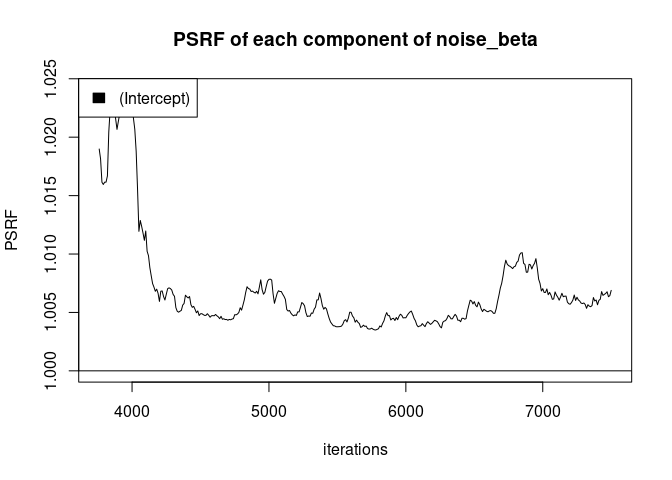 PSRF of each component of noise_beta
(Intercept)
PSRF
1.025
1.020
1.015
1.010
1.005
1.000
4000 5000 6000 7000
iterations